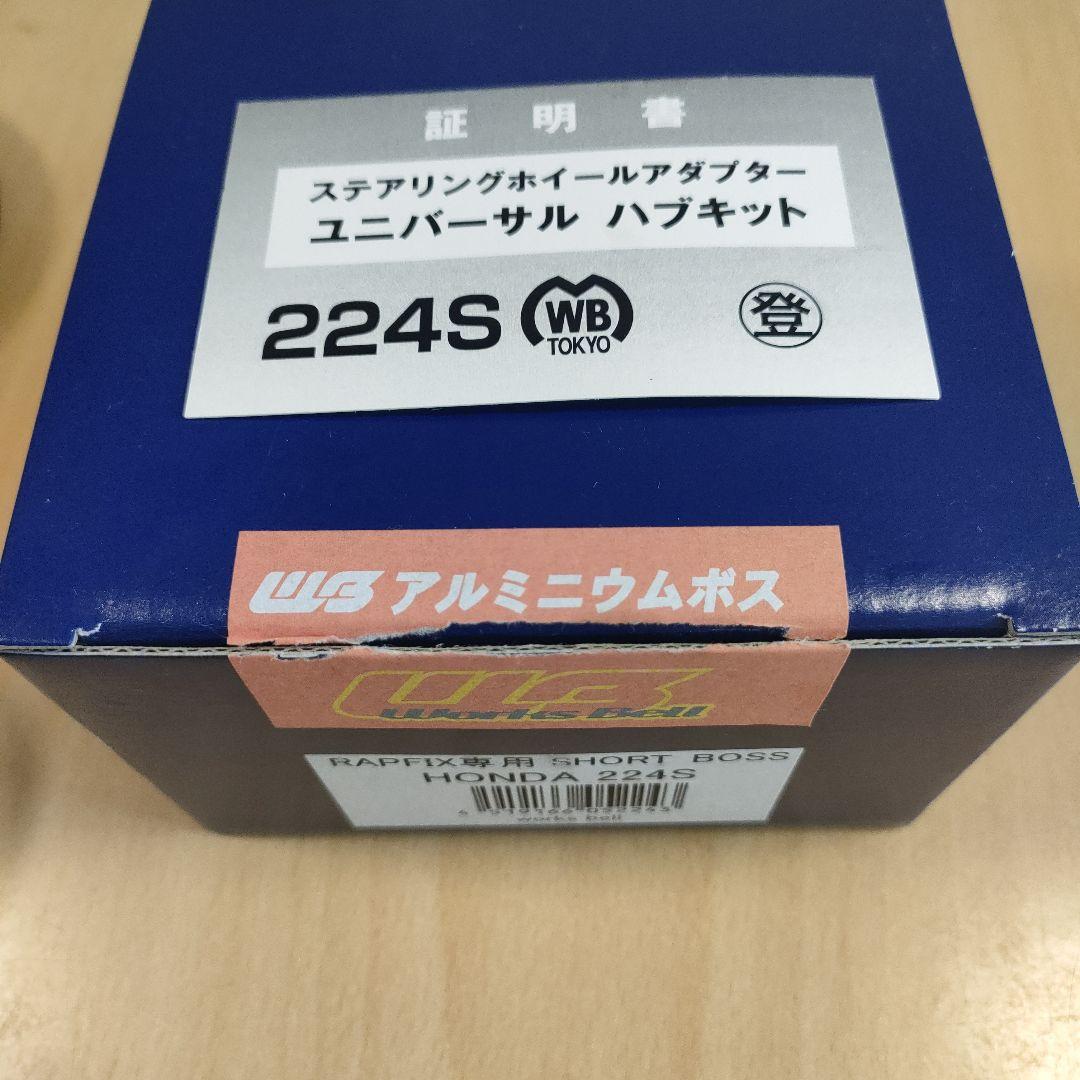 証明書
ステアリングホイールアダプター
ユニバーサル ハブキット
224S WB TOKYO 登
WB アルミニウムボス
WB
Works Bell
RAPFIX専用 SHORT BOSS
HONDA 224S
works bell